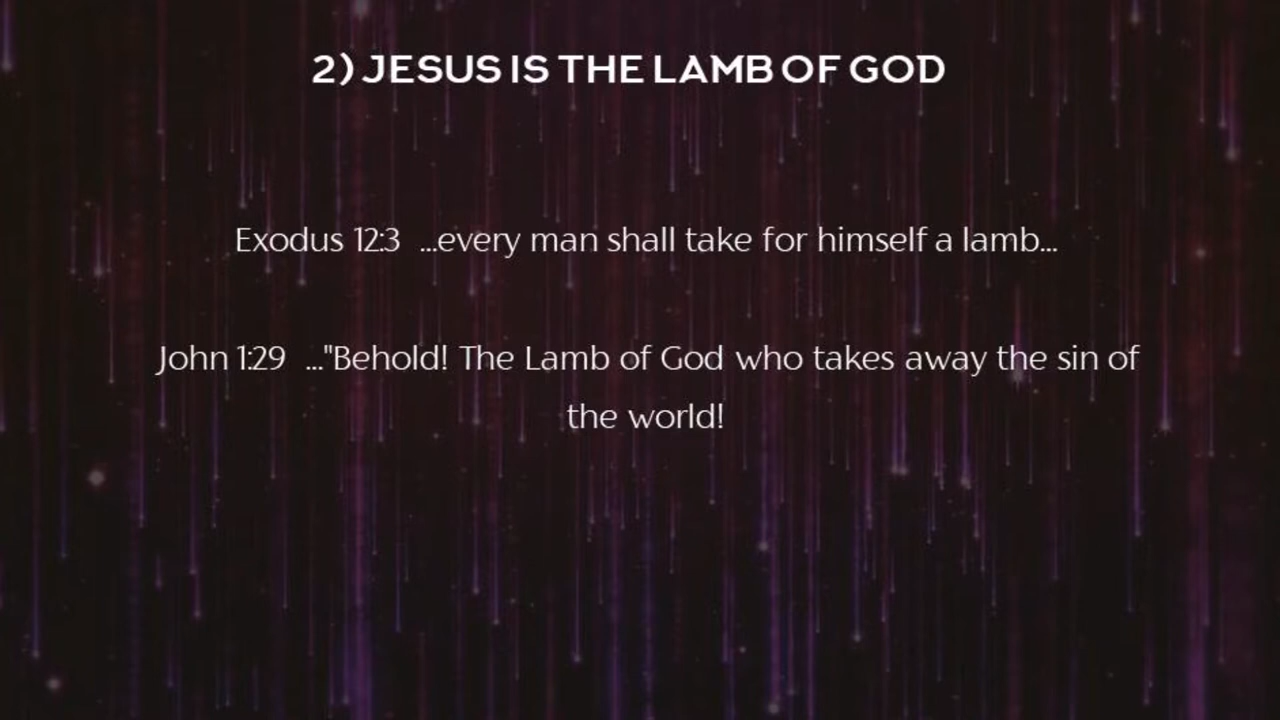 2) JESUS IS THE LAMB OF GOD
Exodus 12:3 ...every man shall take for himself a lamb...
John 1:29 ..."Behold! The Lamb of God who takes away the sin of
the world!